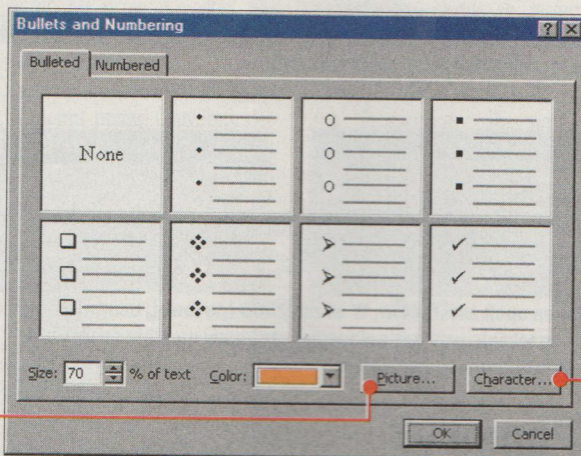 Bullets and Numbering
Bulleted Numbered
None
Size: 70 % of text Color: Picture... Character...
OK Cancel